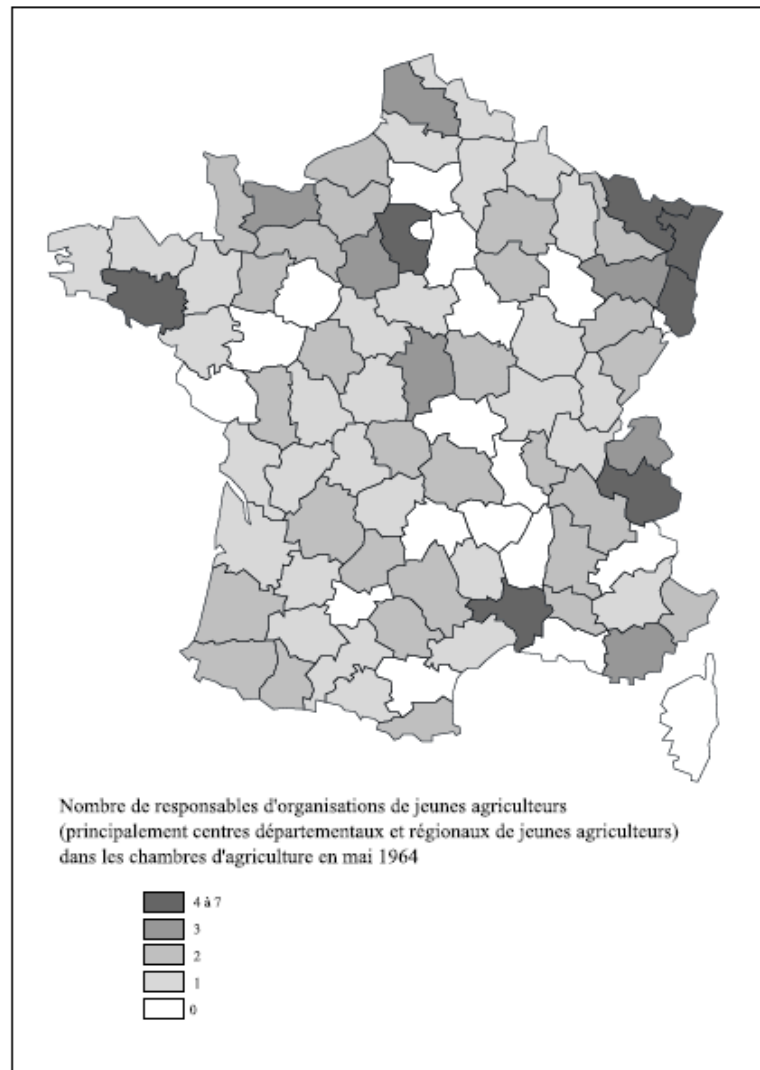 Nombre de responsables d'organisations de jeunes agriculteurs
(principalement centres départementaux et régionaux de jeunes agriculteurs)
dans les chambres d'agriculture en mai 1964
4 à 7
3
2
1
0